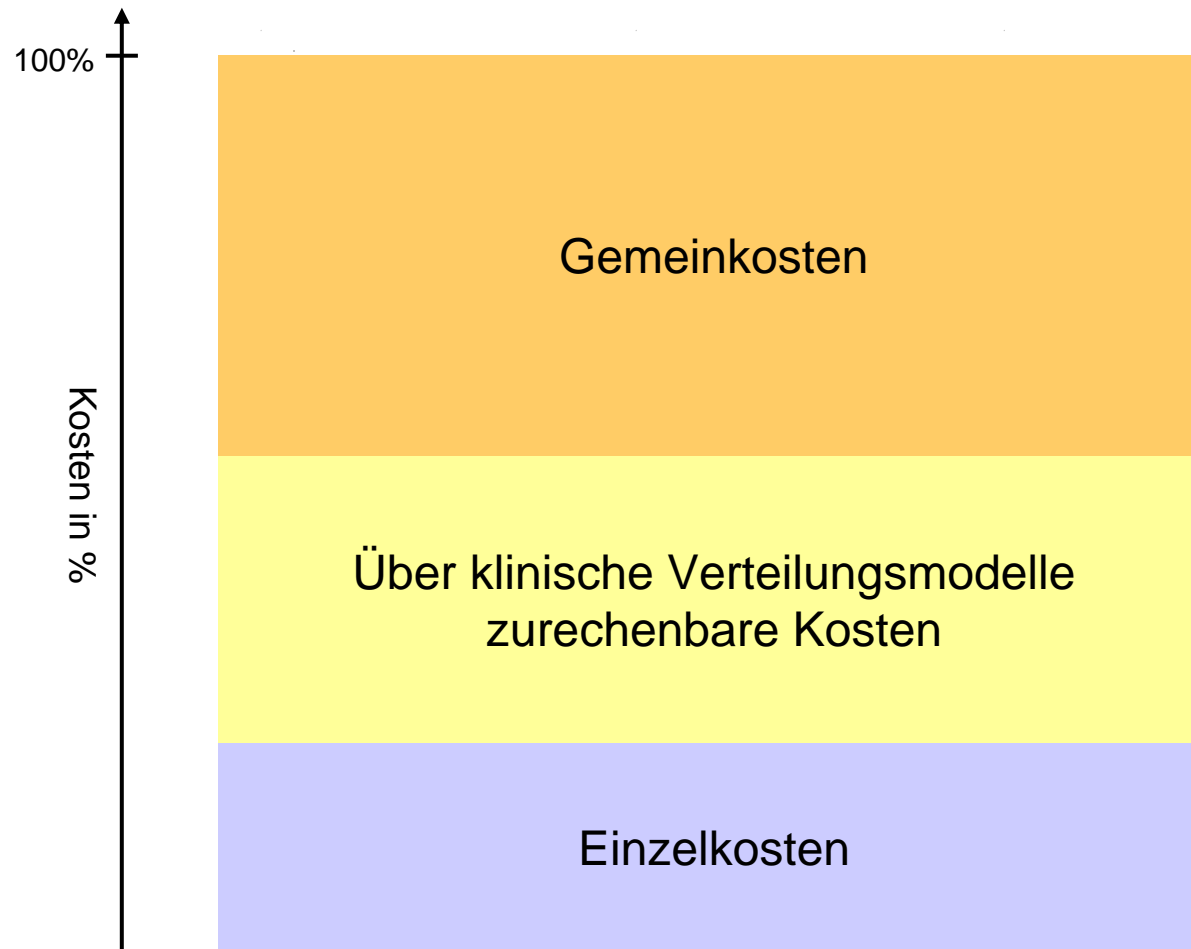 100%
Gemeinkosten
Kosten in %
Über klinische Verteilungsmodelle
zurechenbare Kosten
Einzelkosten